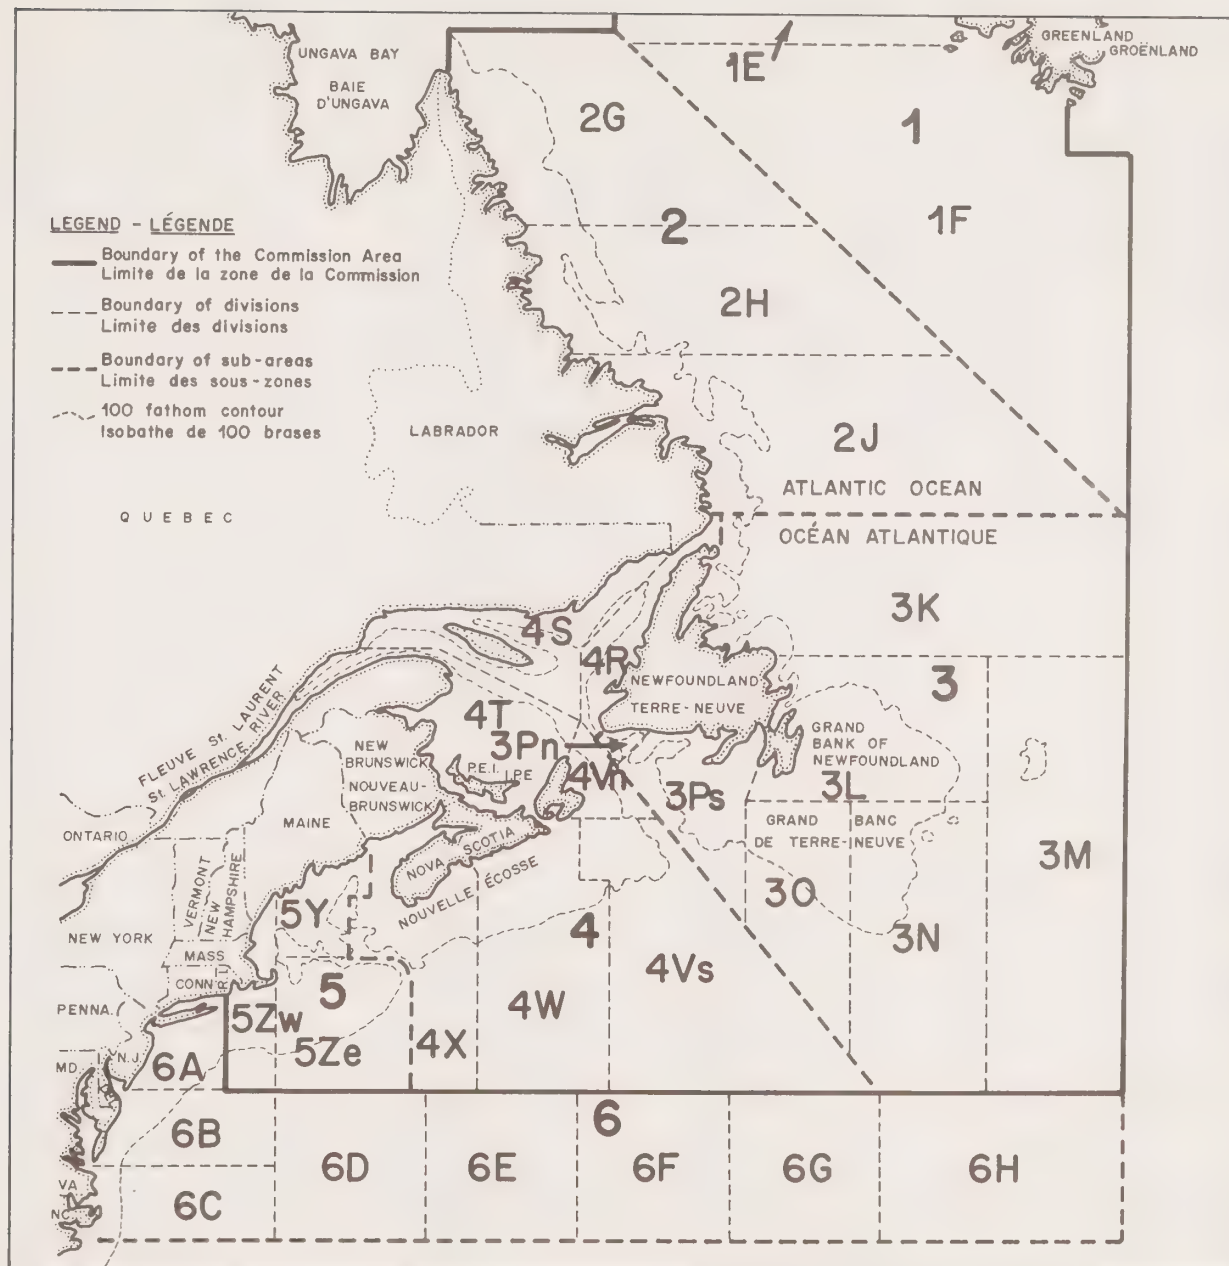 UNGAVA BAY
BAIE
D'UNGAVA
GREENLAND
GROËNLAND
1E
1
2G
1F
2
2H
LEGEND - LÉGENDE
Boundary of the Commission Area
Limite de la zone de la Commission
Boundary of divisions
Limite des divisions
Boundary of sub-areas
Limite des sous-zones
100 fathom contour
Isobathe de 100 brases
LABRADOR
2J
ATLANTIC OCEAN
OCÉAN ATLANTIQUE
QUEBEC
3K
4S
4R
NEWFOUNDLAND
TERRE-NEUVE
3
FLEUVE St. LAURENT
St. LAWRENCE RIVER
4T
3Pn
4Vn
3Ps
GRAND
BANK OF
NEWFOUNDLAND
3L
NEW
BRUNSWICK
NOUVEAU-
BRUNSWICK
P.E.I.
I.P.E
MAINE
ONTARIO
GRAND BANC
DE TERRE-NEUVE
3M
VERMONT
NEW
HAMPSHIRE
NOVA SCOTIA
NOUVELLE ÉCOSSE
3O
3N
5Y
4
4Vs
NEW YORK
MASS
CONN
R.I.
5
5Zw
5Ze
4X
4W
PENNA.
N.J.
MD.
6A
6
6B
6C
6D
6E
6F
6G
6H
VA
NC